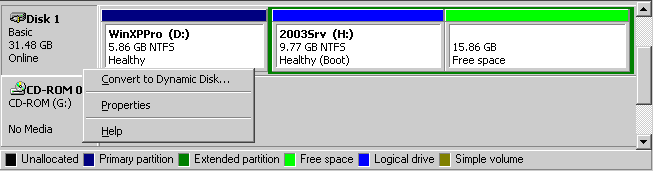 Disk 1
Basic
31.48 GB
Online
WinXPPro (D:)
5.86 GB NTFS
Healthy
2003Srv (H:)
9.77 GB NTFS
Healthy (Boot)
15.86 GB
Free space
CD-ROM 0
CD-ROM (G:)
No Media
Convert to Dynamic Disk...
Properties
Help
Unallocated Primary partition Extended partition Free space Logical drive Simple volume